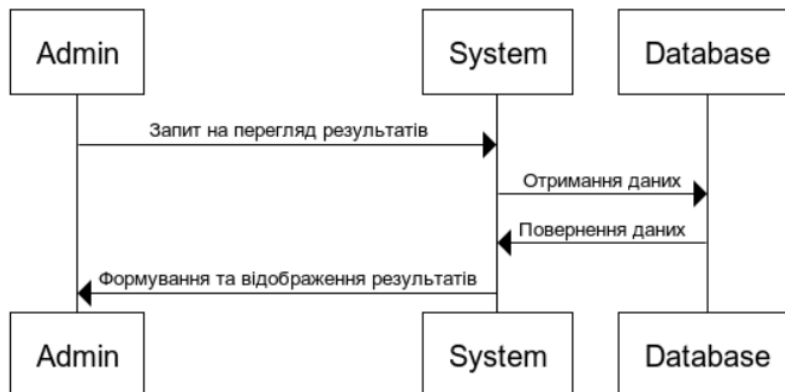 Admin
System
Database
Запит на перегляд результатів
Отримання даних
Повернення даних
Формування та відображення результатів
Admin
System
Database